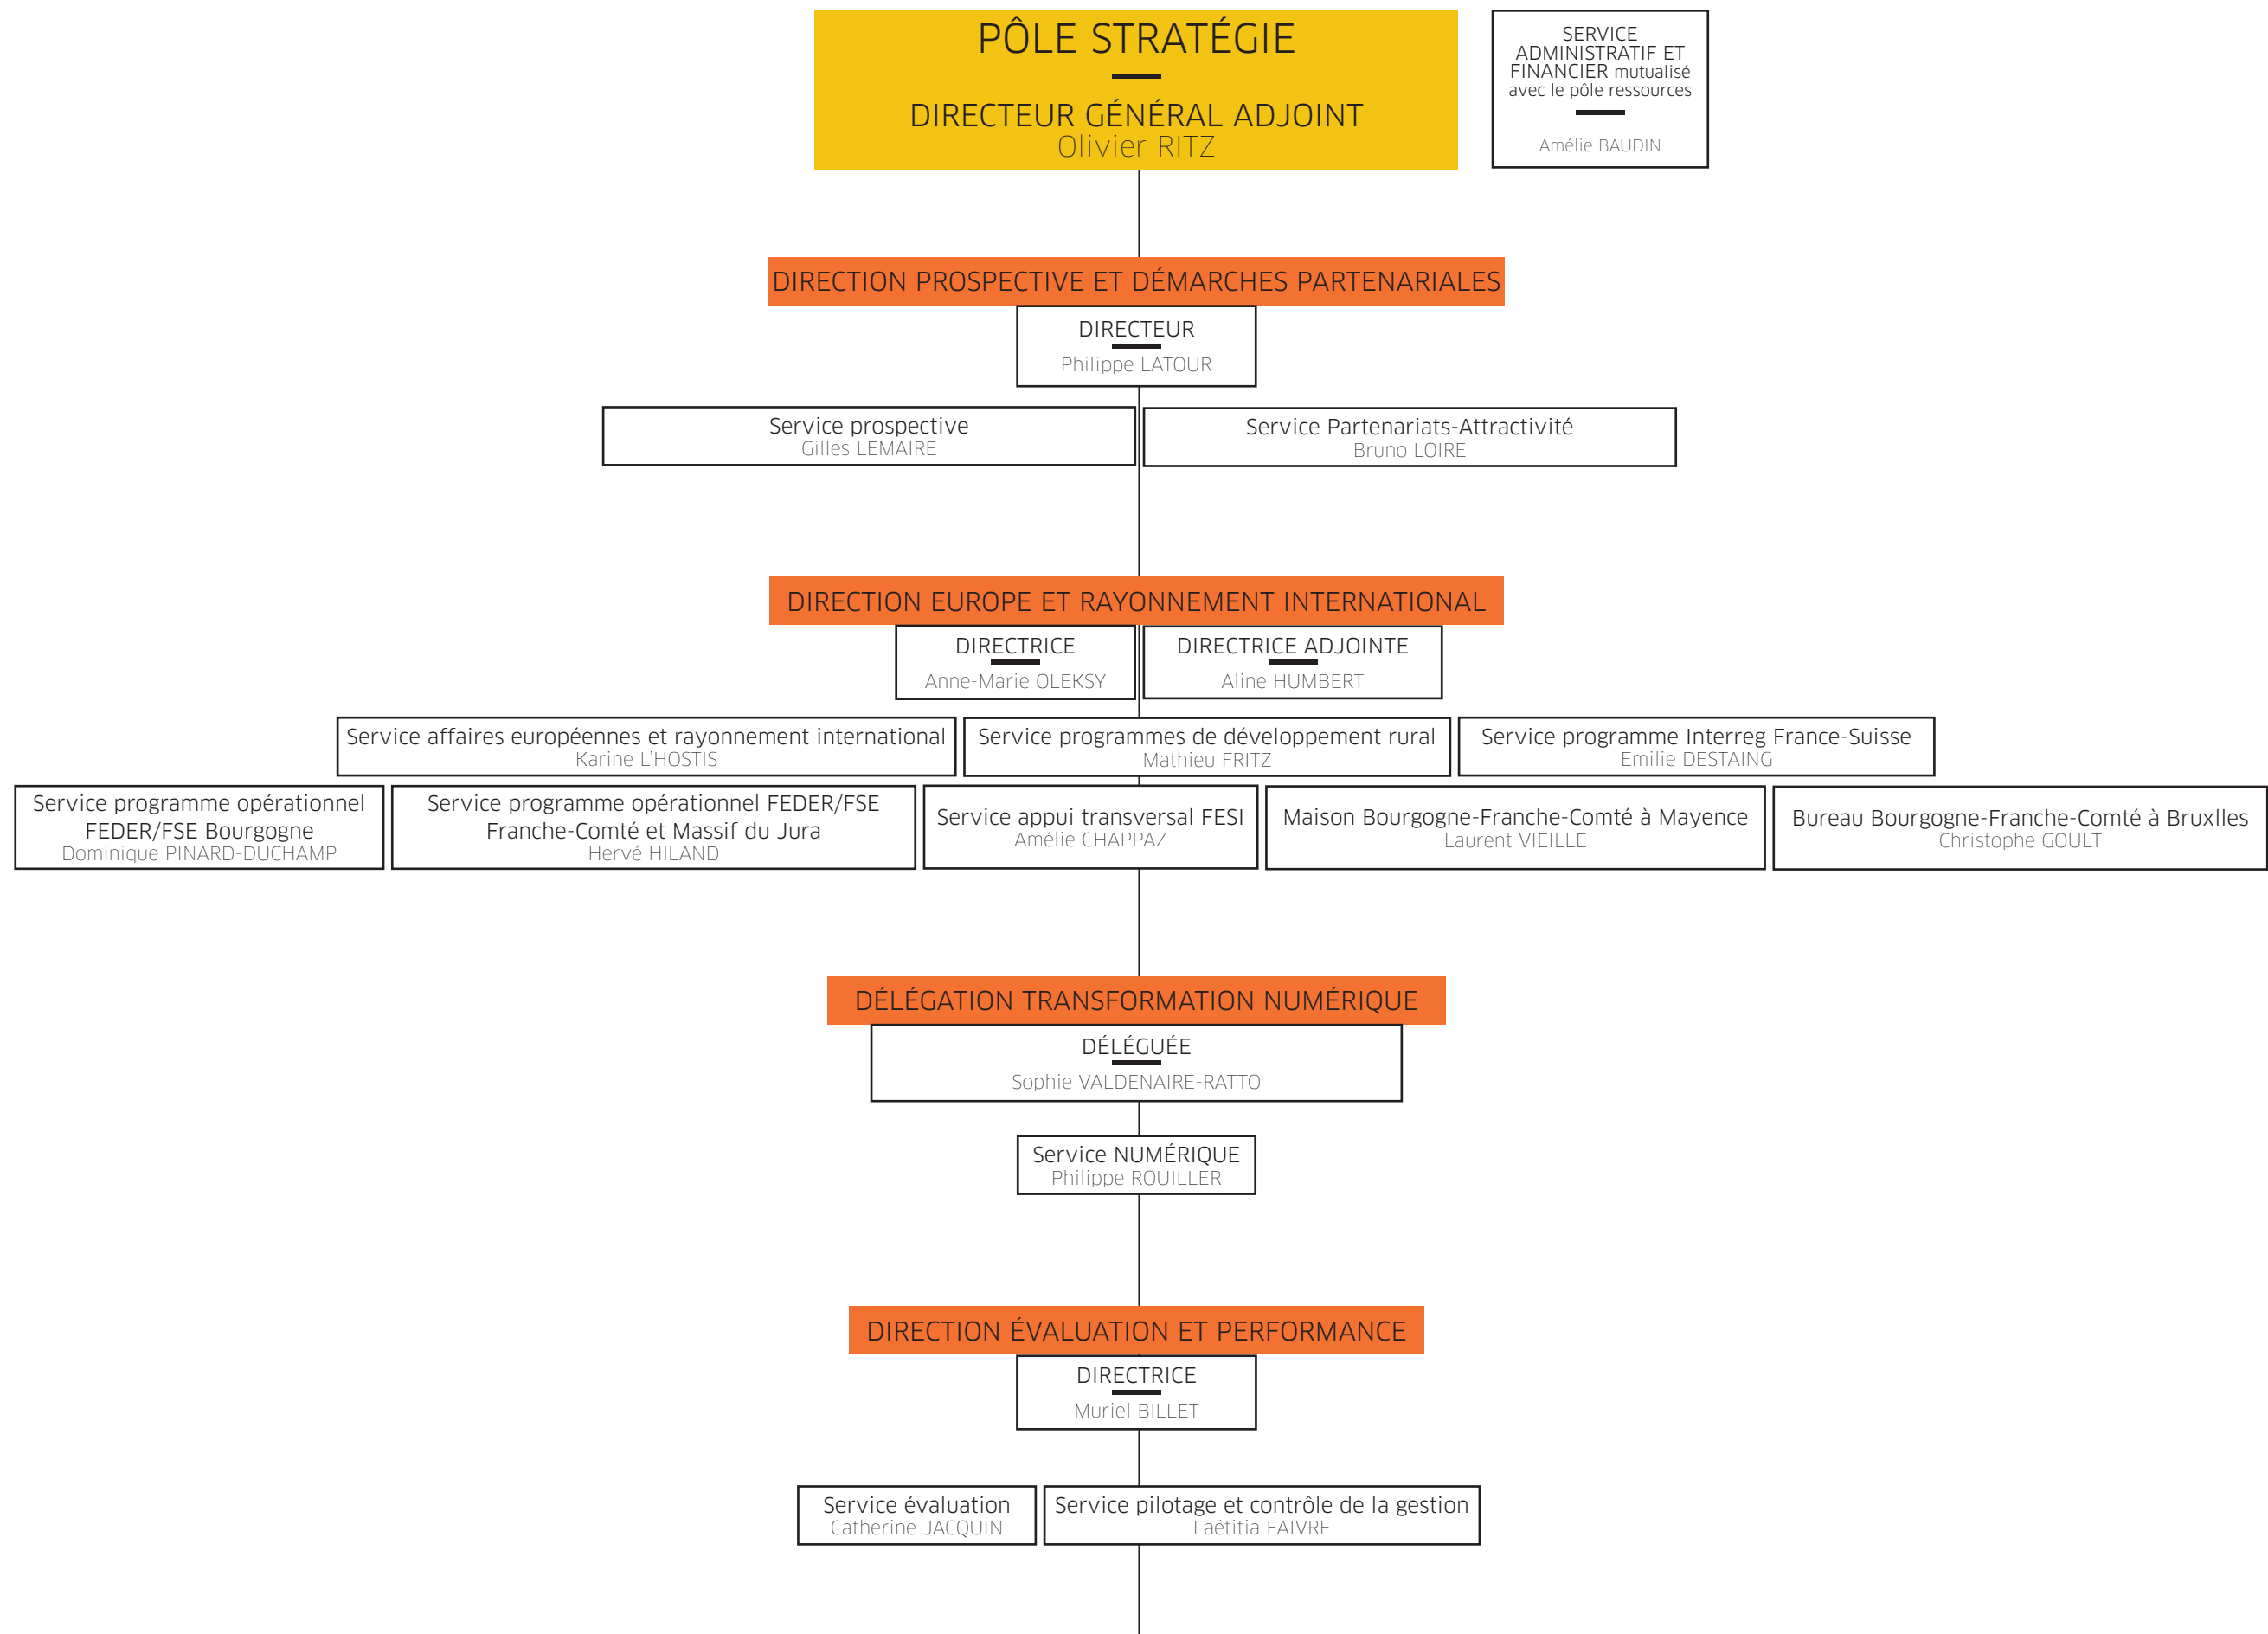 PÔLE STRATÉGIE
DIRECTEUR GÉNÉRAL ADJOINT
Olivier RITZ
SERVICE
ADMINISTRATIF ET
FINANCIER mutualisé
avec le pôle ressources
Amélie BAUDIN
DIRECTION PROSPECTIVE ET DÉMARCHES PARTENARIALES
DIRECTEUR
Philippe LATOUR
Service prospective
Gilles LEMAIRE
Service Partenariats-Attractivité
Bruno LOIRE
DIRECTION EUROPE ET RAYONNEMENT INTERNATIONAL
DIRECTRICE
Anne-Marie OLEKSY
DIRECTRICE ADJOINTE
Aline HUMBERT
Service affaires européennes et rayonnement international
Karine L'HOSTIS
Service programmes de développement rural
Mathieu FRITZ
Service programme Interreg France-Suisse
Emilie DESTAING
Service programme opérationnel
FEDER/FSE Bourgogne
Dominique PINARD-DUCHAMP
Service programme opérationnel FEDER/FSE
Franche-Comté et Massif du Jura
Hervé HILAND
Service appui transversal FESI
Amélie CHAPPAZ
Maison Bourgogne-Franche-Comté à Mayence
Laurent VIEILLE
Bureau Bourgogne-Franche-Comté à Bruxlles
Christophe GOULT
DÉLÉGATION TRANSFORMATION NUMÉRIQUE
DÉLÉGUÉE
Sophie VALDENAIRE-RATTO
Service NUMÉRIQUE
Philippe ROUILLER
DIRECTION ÉVALUATION ET PERFORMANCE
DIRECTRICE
Muriel BILLET
Service évaluation
Catherine JACQUIN
Service pilotage et contrôle de la gestion
Laëtitia FAIVRE